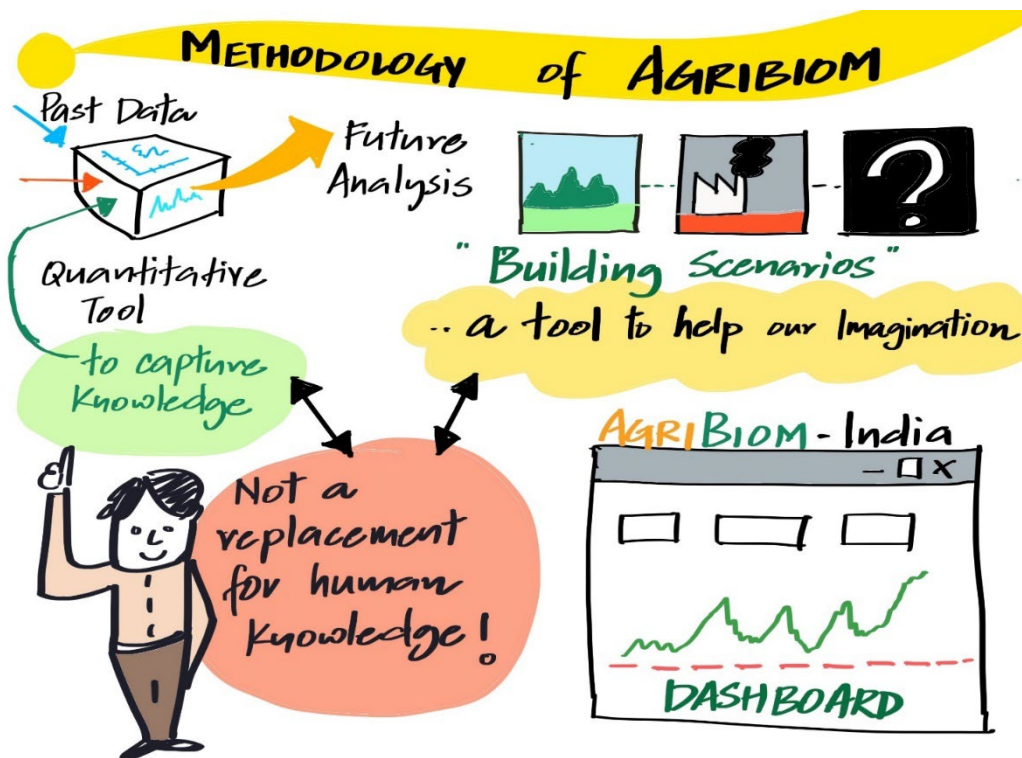 METHODOLOGY of AGRIBIOM
Past Data
Future
Analysis
?
"Building Scenarios"
Quantitative
Tool
.. a tool to help our Imagination
to capture
Knowledge
AGRIBIOM - India
- X
Not a
replacement
for human
Knowledge!
DASHBOARD